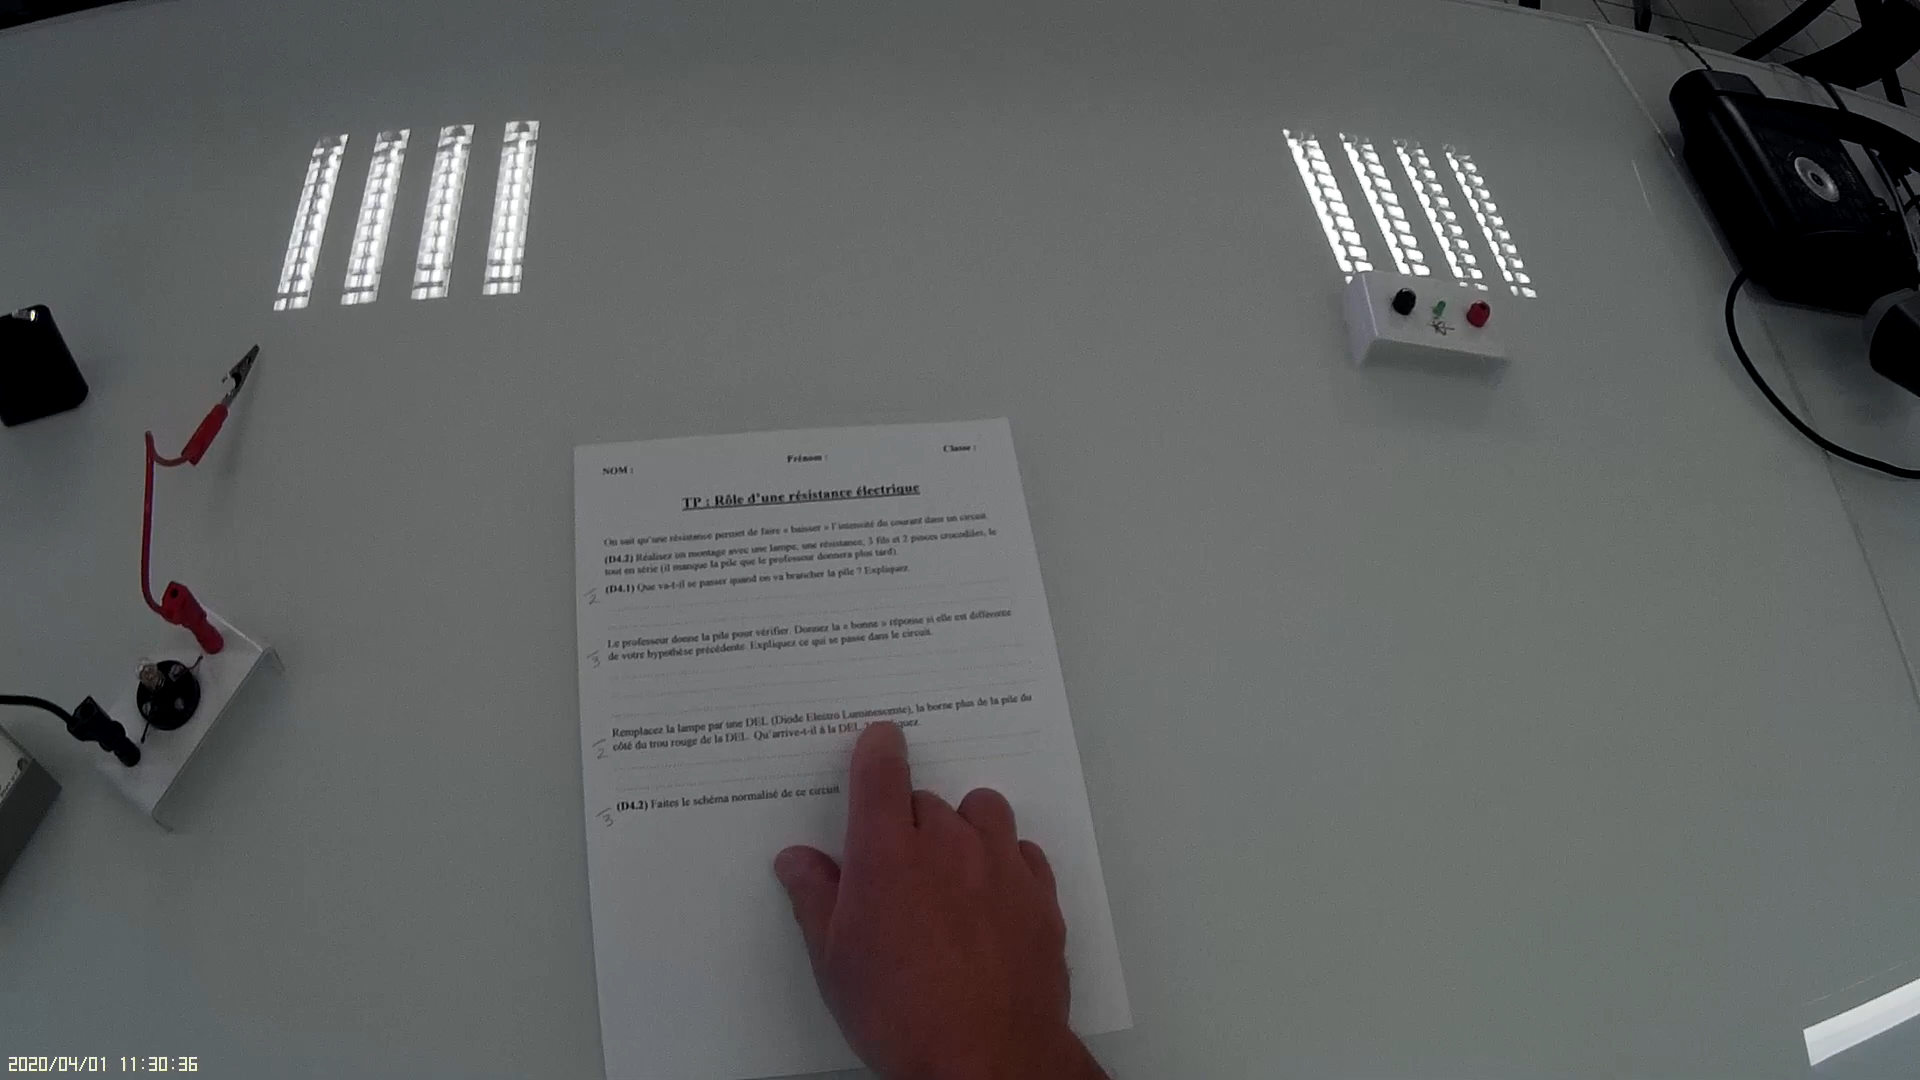 NOM :
Prénom :
Classe :
TP : Rôle d'une résistance électrique
On sait qu'une résistance permet de faire « baisser » l'intensité du courant dans un circuit.
(D4.2) Réalisez un montage avec une lampe, une résistance, 3 fils et 2 pinces crocodiles, le
tout en série (il manque la pile que le professeur donnera plus tard).
(D4.1) Que va-t-il se passer quand on va brancher la pile ? Expliquez.
/2
Le professeur donne la pile pour vérifier. Donnez la « bonne » réponse si elle est différente
de votre hypothèse précédente. Expliquez ce qui se passe dans le circuit.
/3
Remplacez la lampe par une DEL (Diode Electro Luminescente), la borne plus de la pile du
côté du trou rouge de la DEL. Qu'arrive-t-il à la DEL
/2
(D4.2) Faites le schéma normalisé de ce circuit
/3
2020/04/01 11:30:36